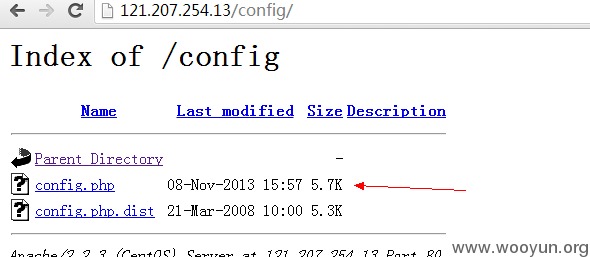 121.207.254.13/config/
Index of /config
Name Last modified Size Description
Parent Directory -
config.php 08-Nov-2013 15:57 5.7K
config.php.dist 21-Mar-2008 10:00 5.3K
Apache/2.2.3 (CentOS) Server at 121.207.254.13 Port 80
www.wooyun.org